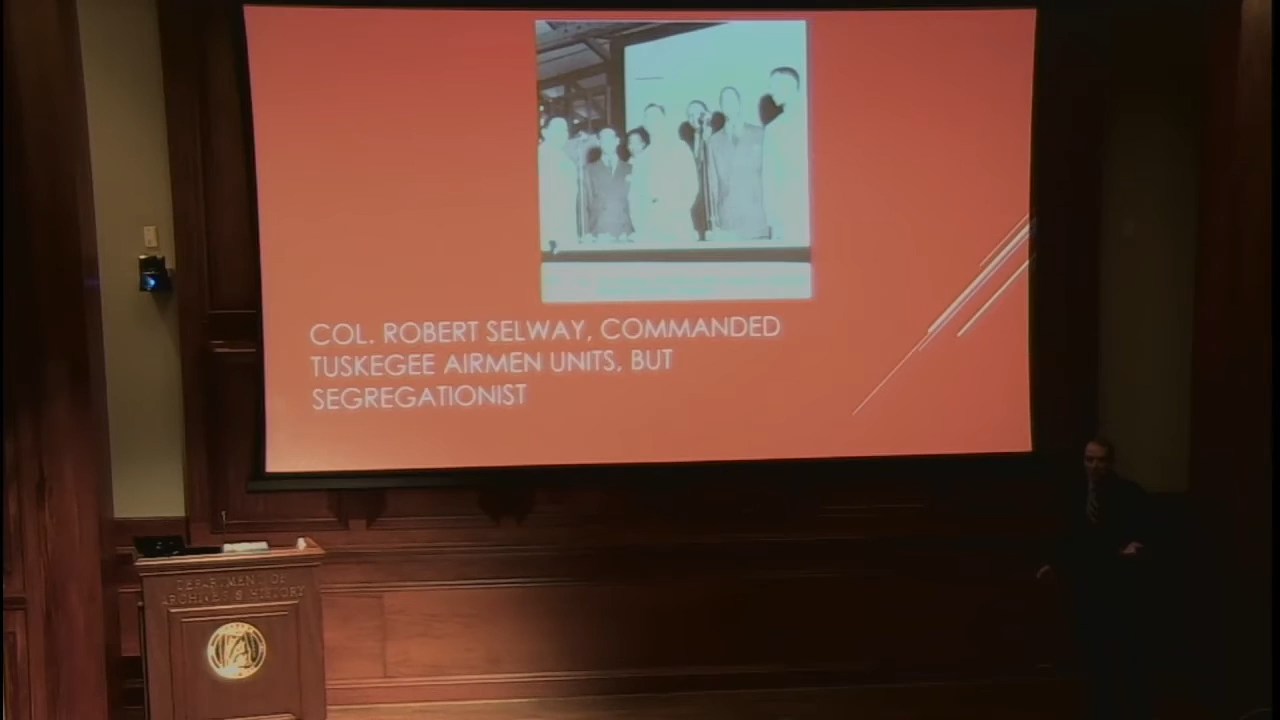 COL. ROBERT SELWAY, COMMANDED
TUSKEGEE AIRMEN UNITS, BUT
SEGREGATIONIST
DEPARTMENT OF
ARCHIVES & HISTORY